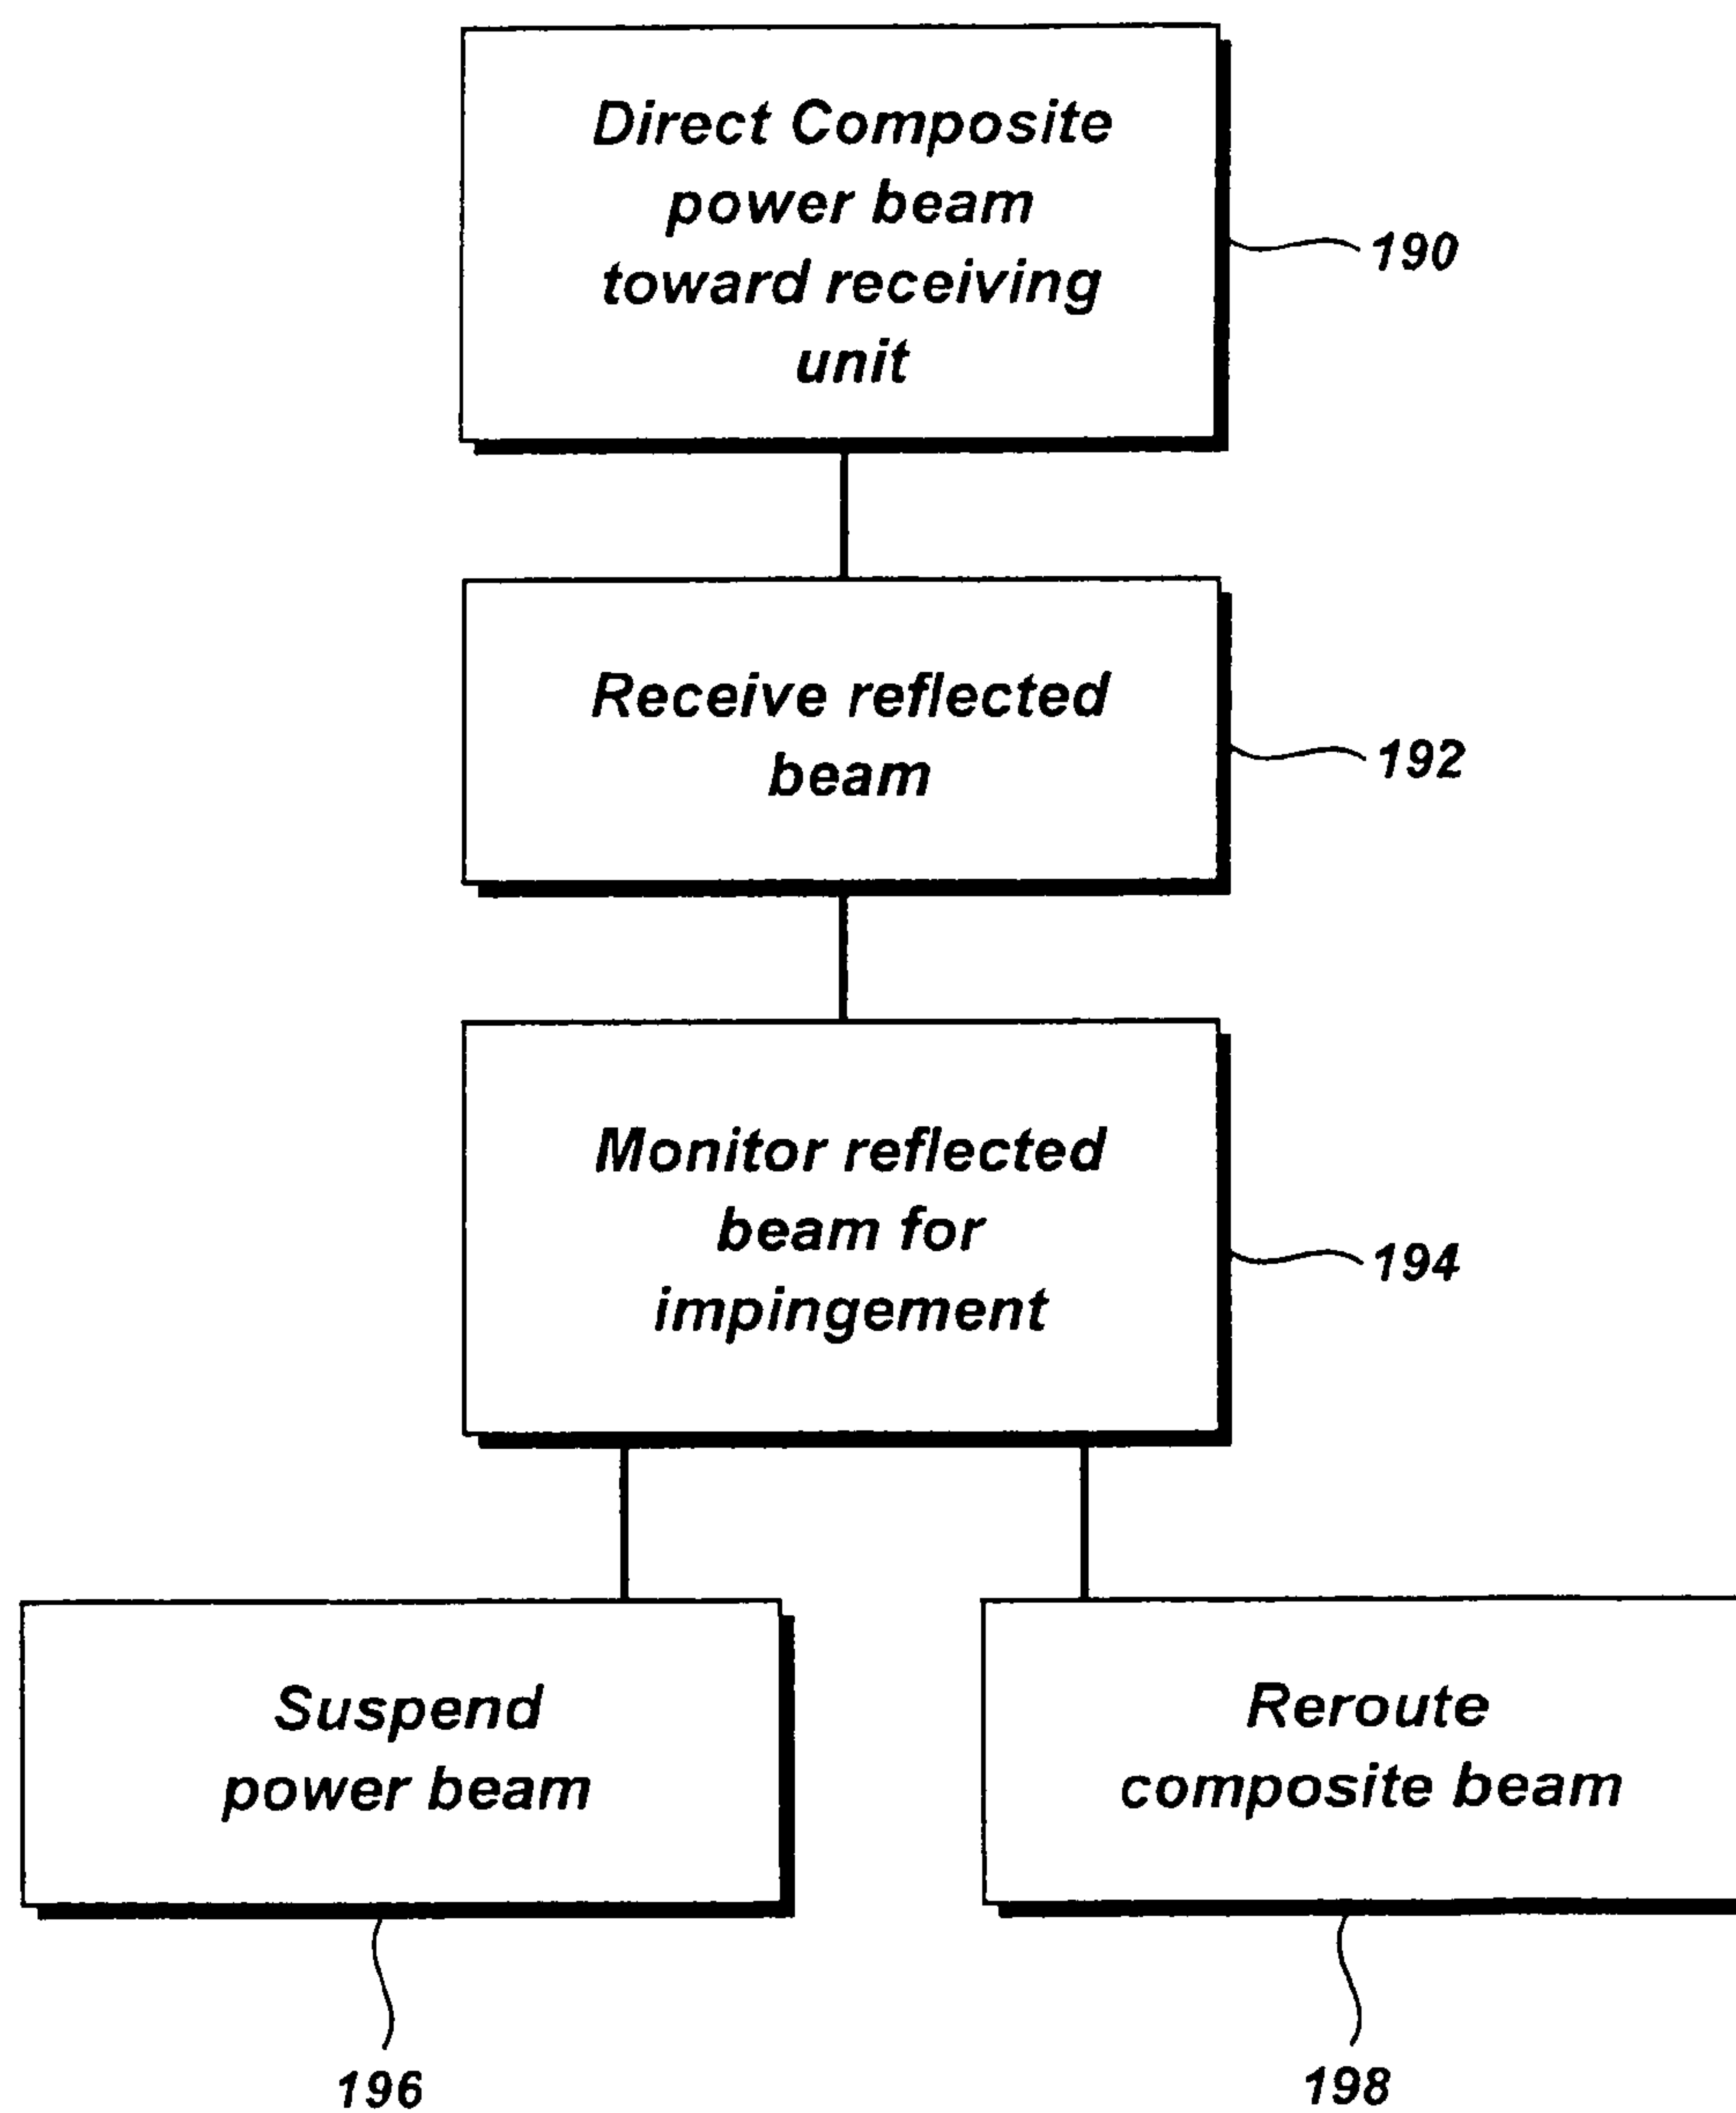 Direct Composite
power beam
toward receiving
unit
190
Receive reflected
beam
192
Monitor reflected
beam for
impingement
194
Suspend
power beam
Reroute
composite beam
196
198